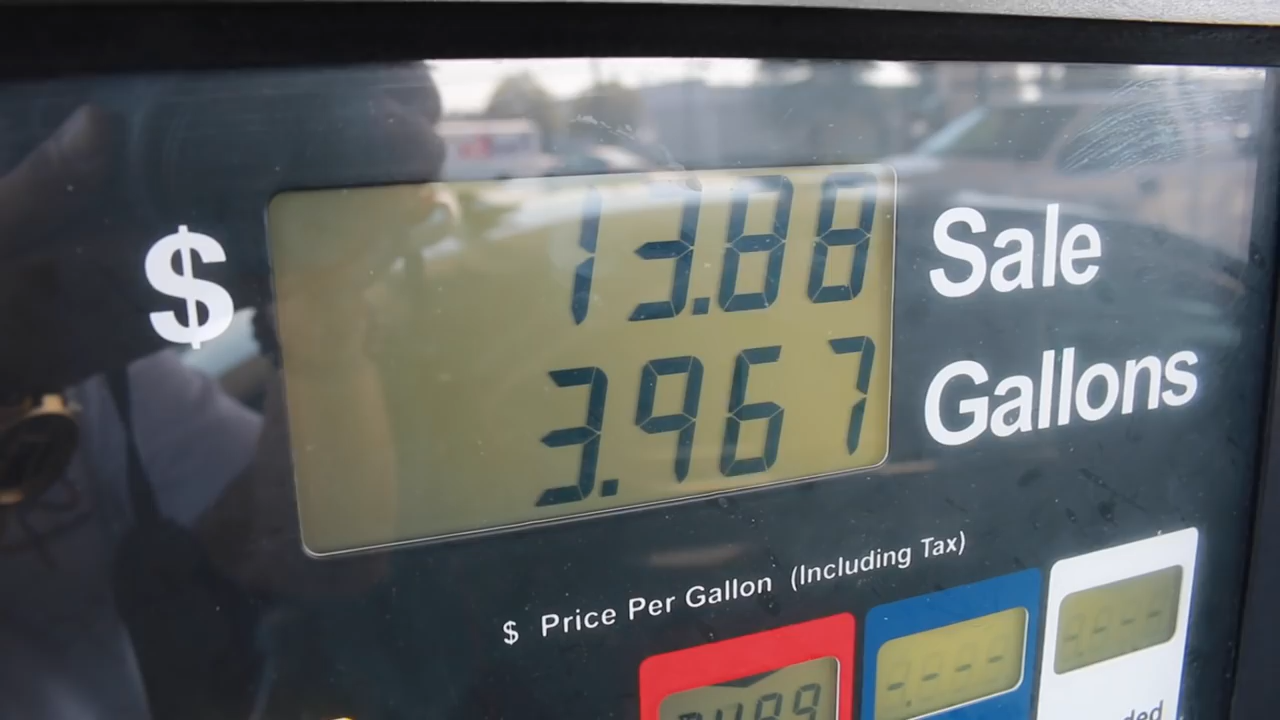 $ 13.88 Sale
3.967 Gallons
$ Price Per Gallon (Including Tax)